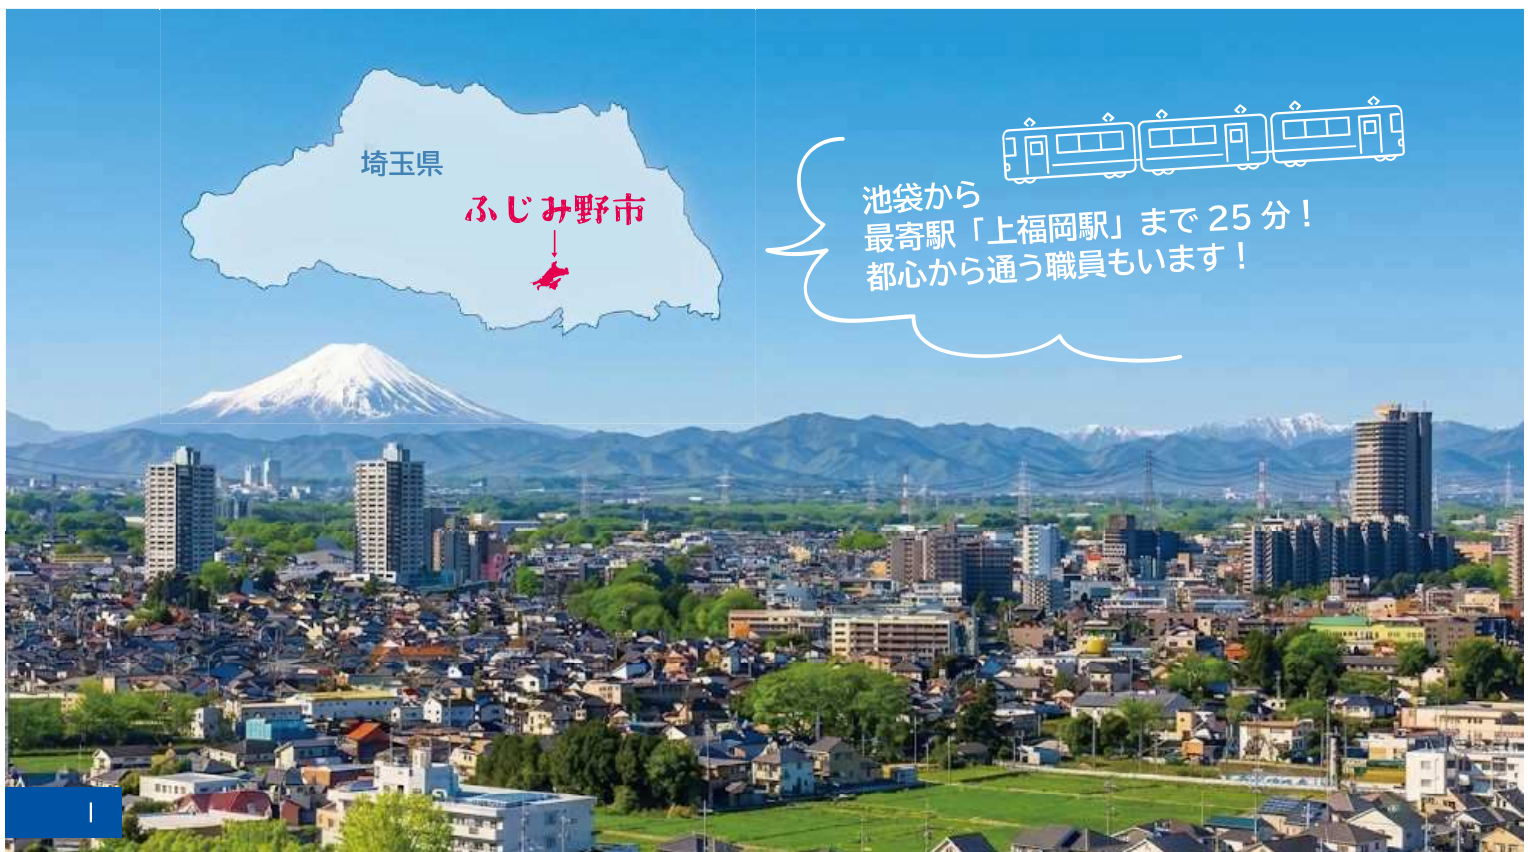 埼玉県
ふじみ野市
池袋から
最寄駅「上福岡駅」まで 25 分！
都心から通う職員もいます！
1